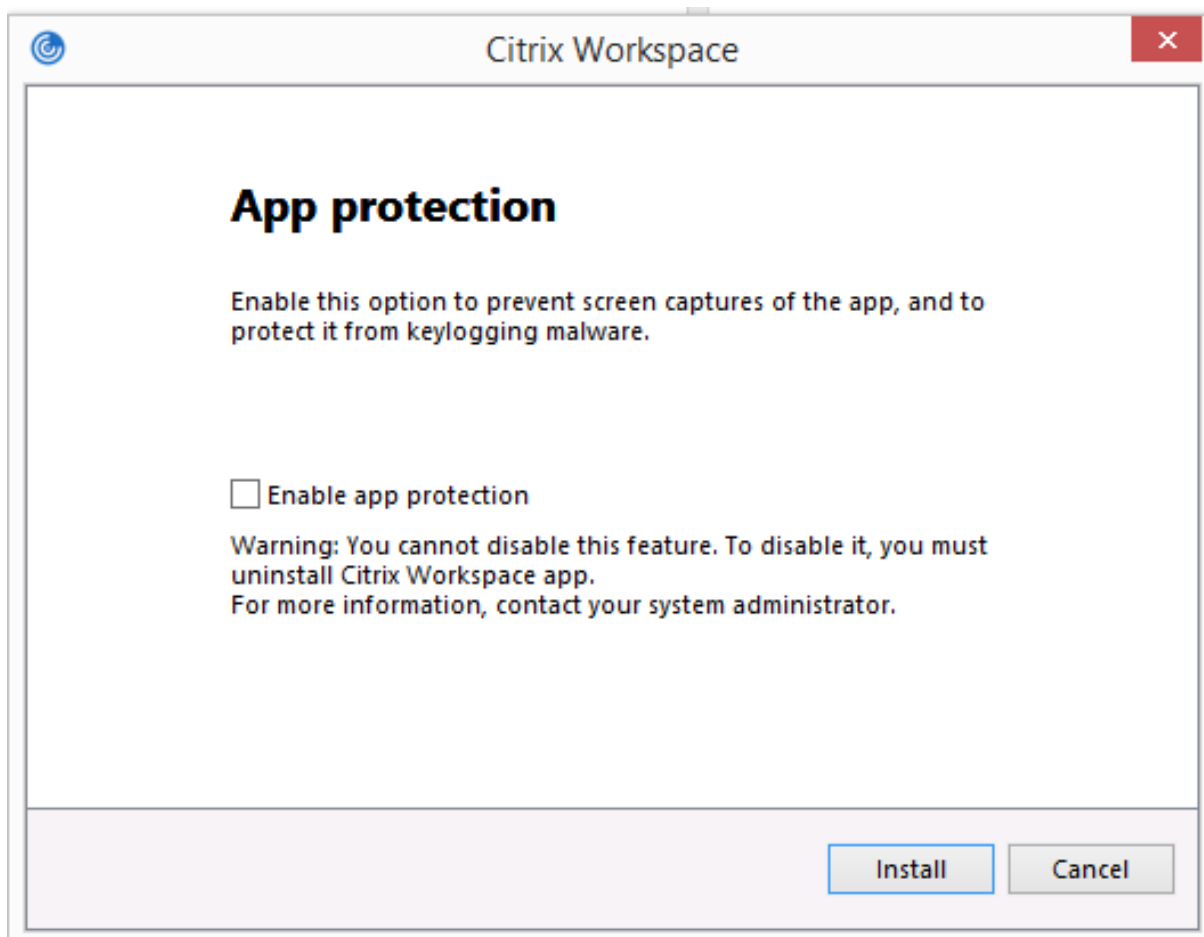 Citrix Workspace
App protection
Enable this option to prevent screen captures of the app, and to
protect it from keylogging malware.
Enable app protection
Warning: You cannot disable this feature. To disable it, you must
uninstall Citrix Workspace app.
For more information, contact your system administrator.
Install Cancel